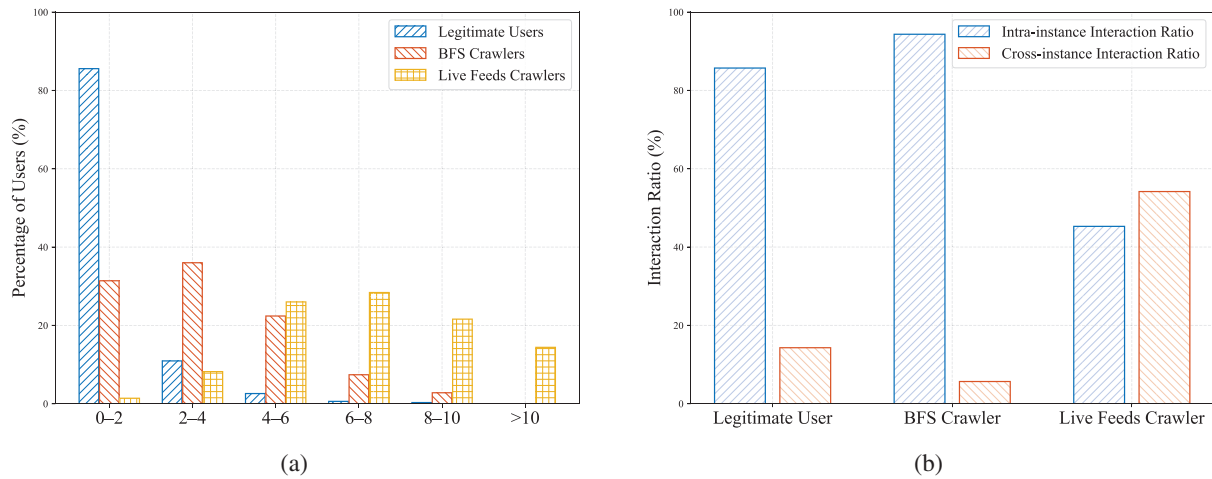 100
80
60
40
20
0
Percentage of Users (%)
Legitimate Users
BFS Crawlers
Live Feeds Crawlers
0–2 2–4 4–6 6–8 8–10 >10
(a)
100
80
60
40
20
0
Interaction Ratio (%)
Intra-instance Interaction Ratio
Cross-instance Interaction Ratio
Legitimate User BFS Crawler Live Feeds Crawler
(b)